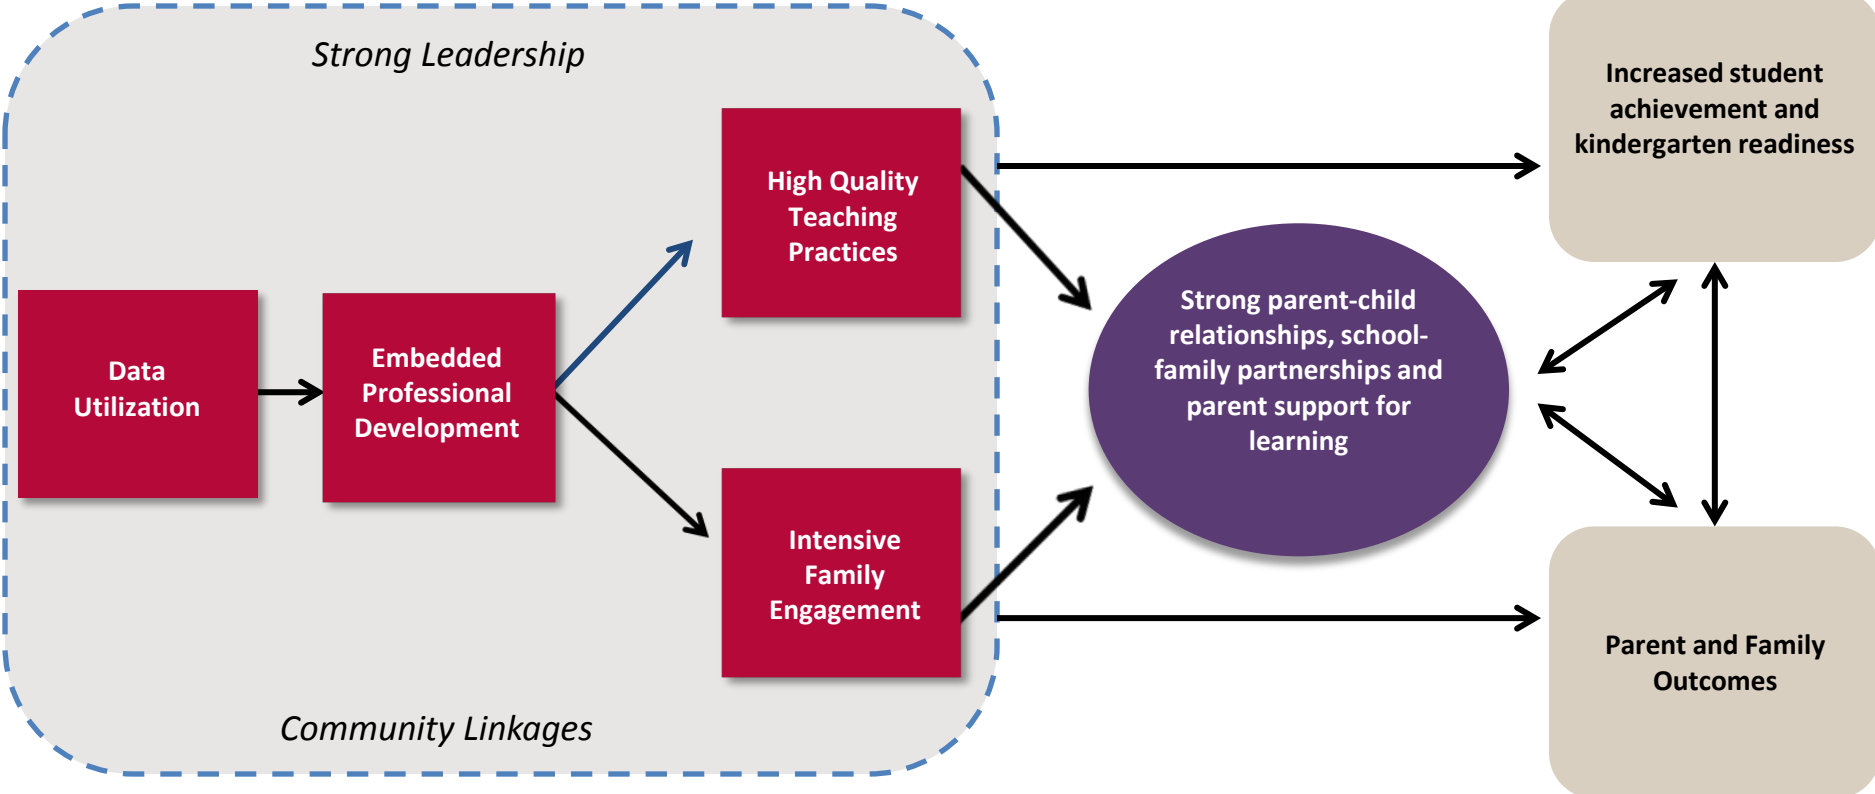 Strong Leadership
Data
Utilization
Embedded
Professional
Development
High Quality
Teaching
Practices
Intensive
Family
Engagement
Community Linkages
Strong parent-child
relationships, school-
family partnerships and
parent support for
learning
Increased student
achievement and
kindergarten readiness
Parent and Family
Outcomes